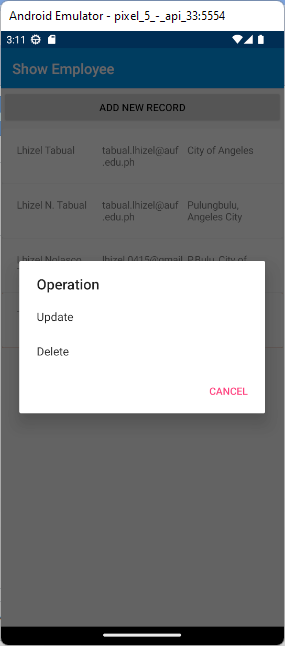 Android Emulator - pixel_5_-_api_33:5554
3:11
Show Employee
ADD NEW RECORD
Lhizel Tabual
tabual.lhizel@auf
.edu.ph
City of Angeles
Lhizel N. Tabual
tabual.lhizel@auf
.edu.ph
Pulungbulu,
Angeles City
Lhizel Nolasco
lhizel.0415@gmail
P.Bulu, City of
Operation
Update
Delete
CANCEL